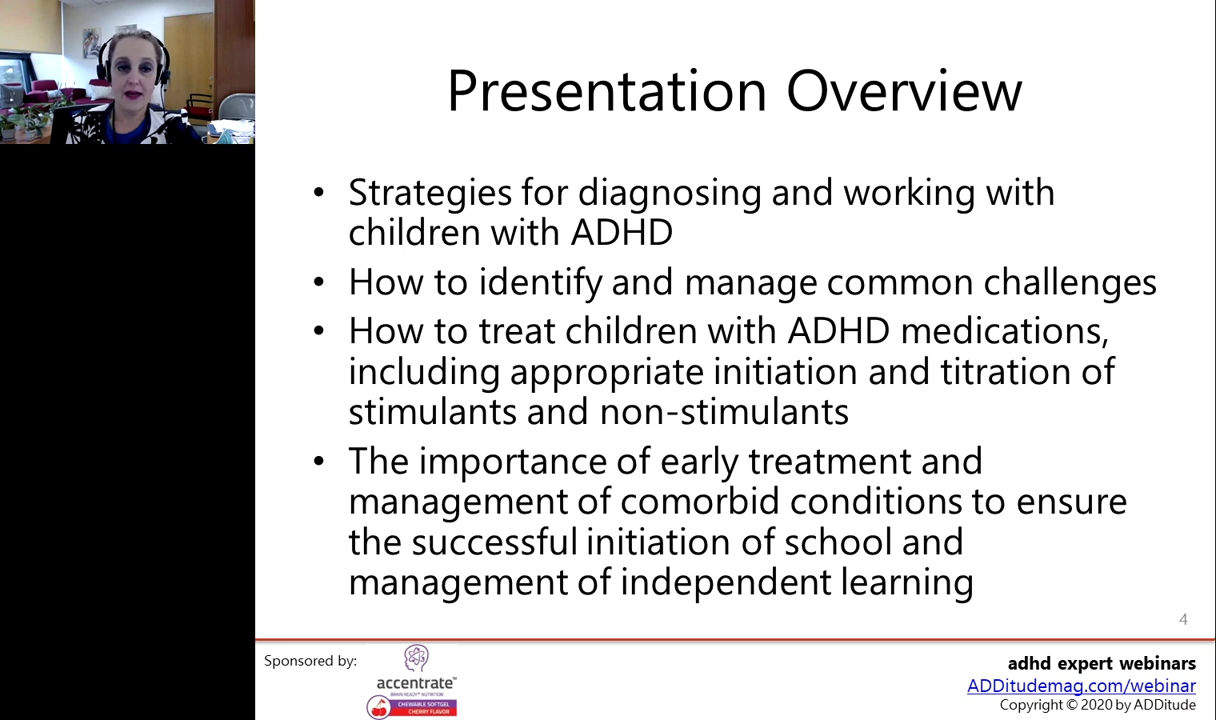 Presentation Overview
• Strategies for diagnosing and working with
children with ADHD
• How to identify and manage common challenges
• How to treat children with ADHD medications,
including appropriate initiation and titration of
stimulants and non-stimulants
• The importance of early treatment and
management of comorbid conditions to ensure
the successful initiation of school and
management of independent learning
4
Sponsored by:
accentrate™
BRAIN READY™ NUTRITION
CHEWABLE SOFTGEL
CHERRY FLAVOR
adhd expert webinars
ADDitudemag.com/webinar
Copyright © 2020 by ADDitude